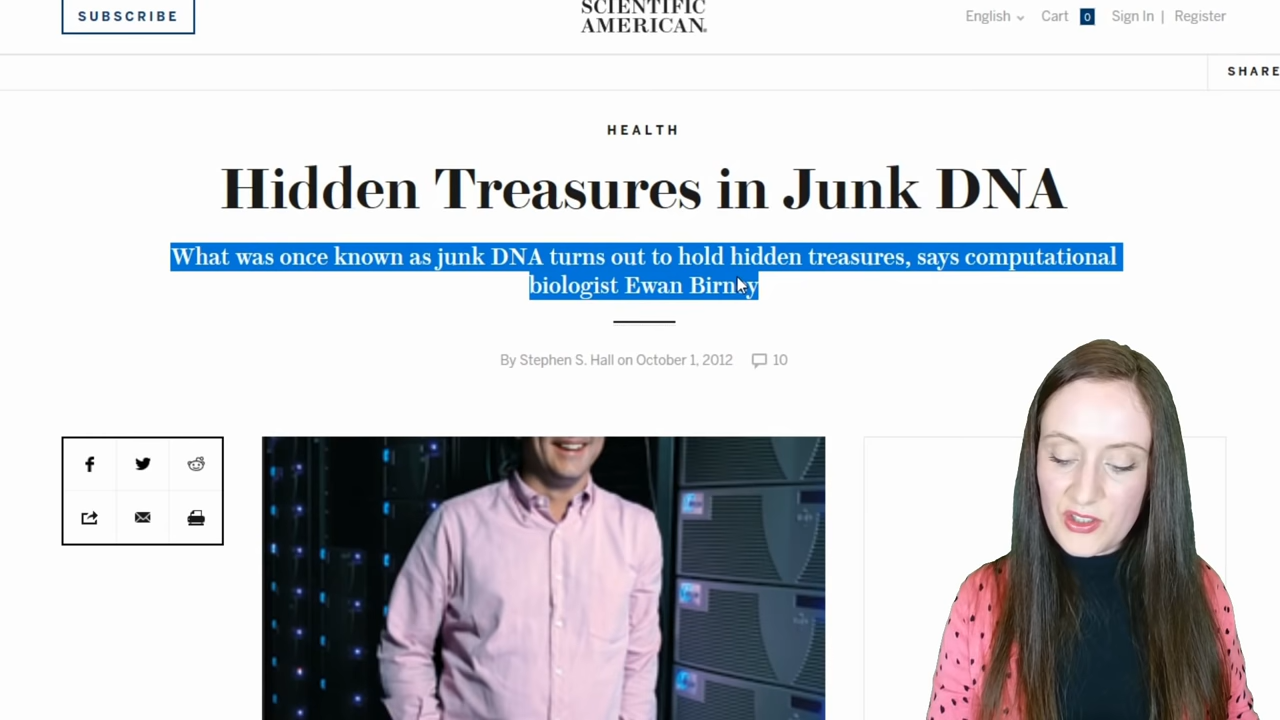 SUBSCRIBE
SCIENTIFIC
AMERICAN
English
Cart 0
Sign In | Register
SHARE
HEALTH
Hidden Treasures in Junk DNA
What was once known as junk DNA turns out to hold hidden treasures, says computational
biologist Ewan Birney
By Stephen S. Hall on October 1, 2012
10